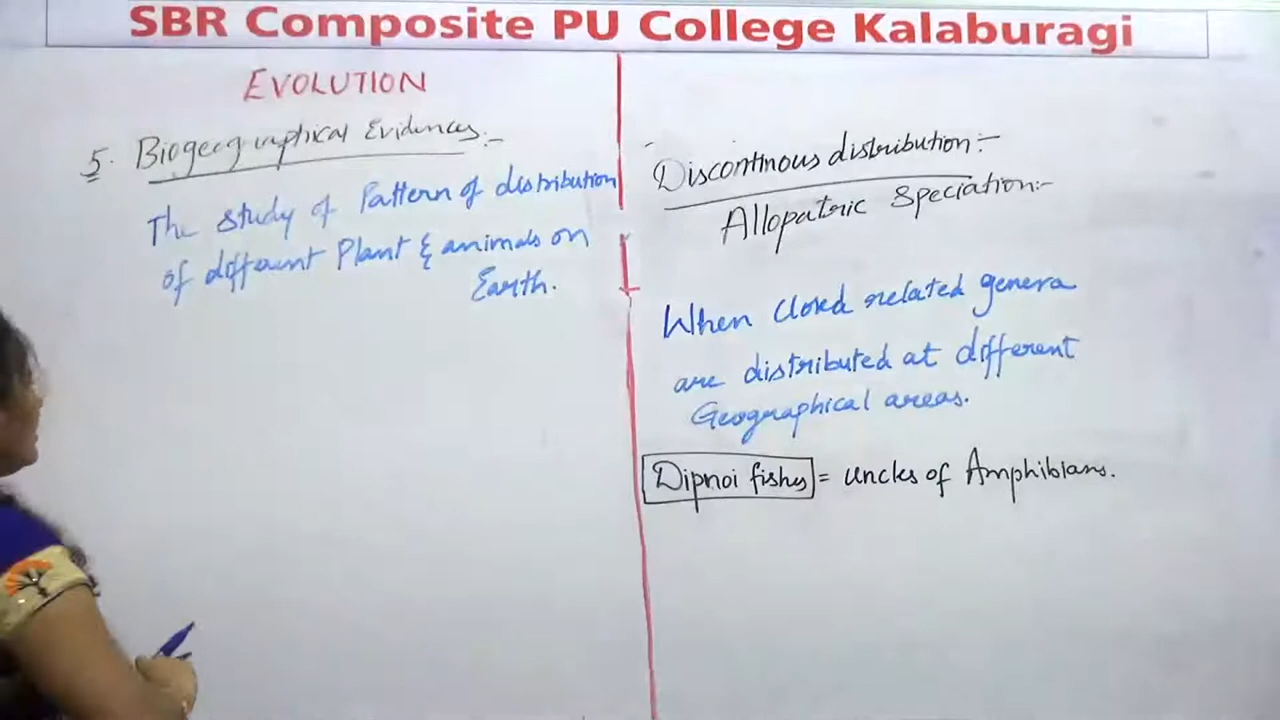 SBR Composite PU College Kalaburagi
EVOLUTION
5. Biogeographical Evidences:-
The study of Pattern of distribution
of different Plant & animals on
Earth.
Discontinous distribution:-
Allopatric Speciation:-
When closed related genera
are distributed at different
Geographical areas.
Dipnoi fishes = uncles of Amphibians.